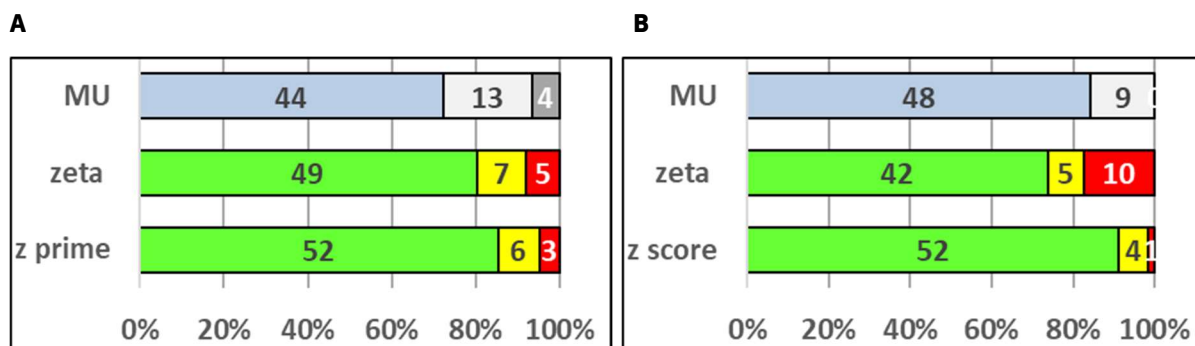 A
MU 44 13 4
zeta 49 7 5
z prime 52 6 3
0% 20% 40% 60% 80% 100%
B
MU 48 9
zeta 42 5 10
z score 52 4 1
0% 20% 40% 60% 80% 100%